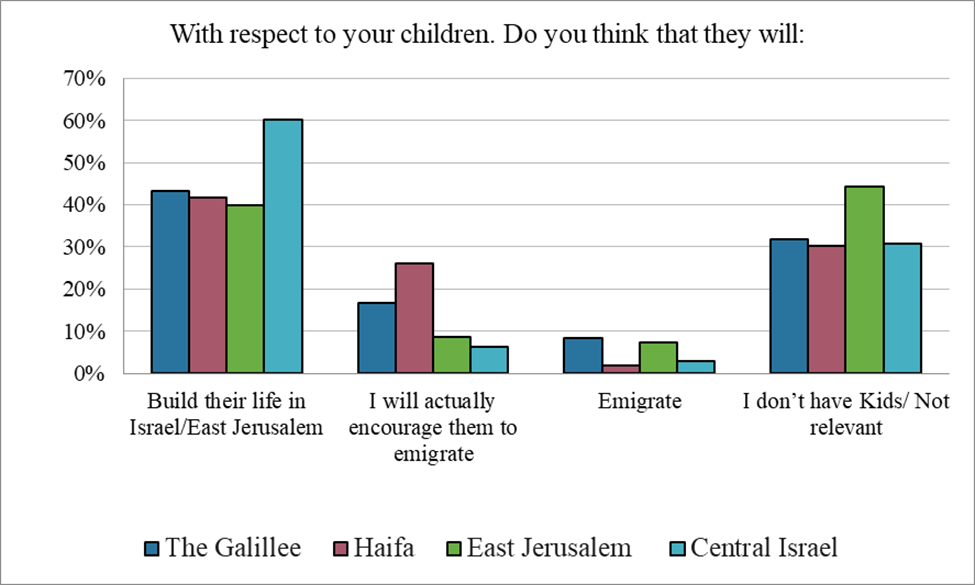 With respect to your children. Do you think that they will:
70%
60%
50%
40%
30%
20%
10%
0%
Build their life in
Israel/East Jerusalem
I will actually
encourage them to
emigrate
Emigrate
I don’t have Kids/ Not
relevant
The Galillee
Haifa
East Jerusalem
Central Israel